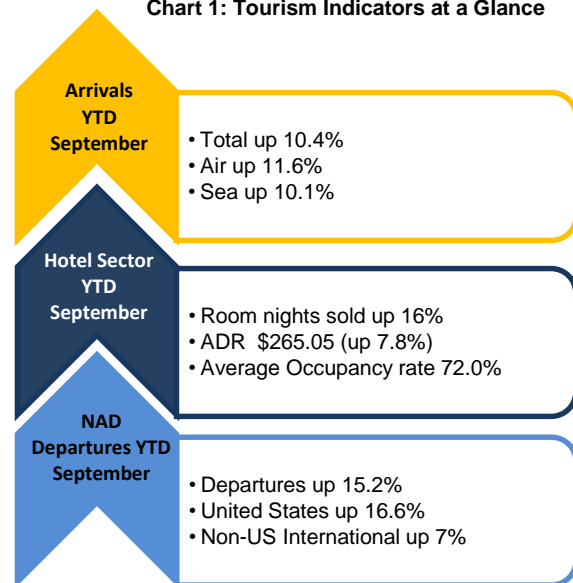 Chart 1: Tourism Indicators at a Glance
Arrivals
YTD
September
• Total up 10.4%
• Air up 11.6%
• Sea up 10.1%
Hotel Sector
YTD
September
• Room nights sold up 16%
• ADR $265.05 (up 7.8%)
• Average Occupancy rate 72.0%
NAD
Departures YTD
September
• Departures up 15.2%
• United States up 16.6%
• Non-US International up 7%